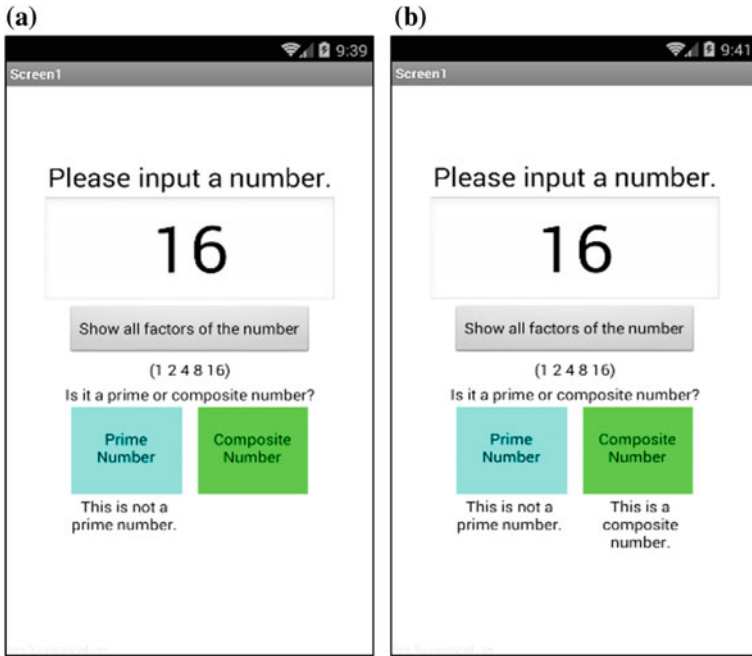 (a)
9:39
Screen1
Please input a number.
16
Show all factors of the number
(1 2 4 8 16)
Is it a prime or composite number?
Prime
Number
Composite
Number
This is not a
prime number.
(b)
9:41
Screen1
Please input a number.
16
Show all factors of the number
(1 2 4 8 16)
Is it a prime or composite number?
Prime
Number
Composite
Number
This is not a
prime number.
This is a
composite
number.